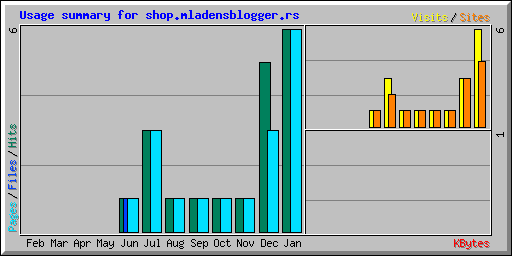 Usage summary for shop.mladensblogger.rs
Visits/Sites
6
6
1
Pages/Files/Hits
Feb Mar Apr May Jun Jul Aug Sep Oct Nov Dec Jan
KBytes